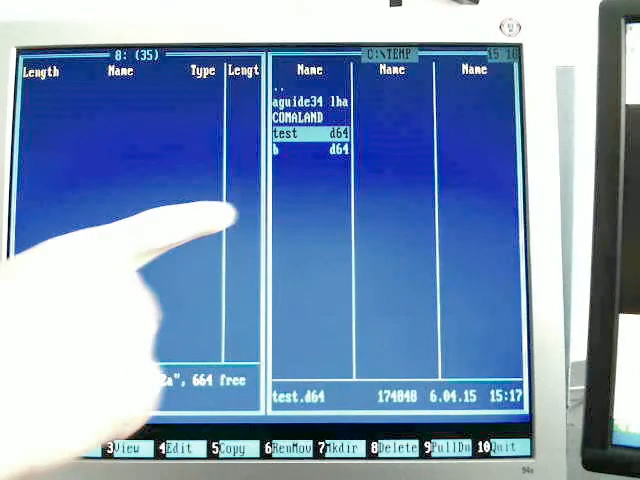 8: (35)
C:\TEMP
Length Name Type Lengt
Name Name Name
..
aguide34 lha
COMALAND
test d64
b d64
2a", 664 free
test.d64 174848 6.04.15 15:17
3View 4Edit 5Copy 6RenMov 7Mkdir 8Delete 9PullDn 10Quit